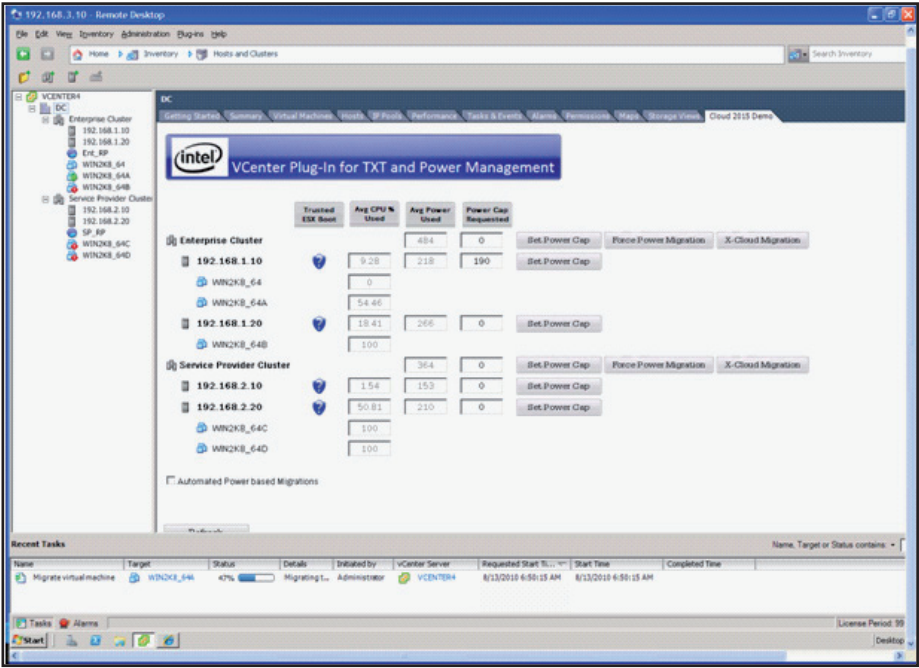 192.168.3.10 - Remote Desktop
File Edit View Inventory Administration Plug-ins Help
Home Inventory Hosts and Clusters Search Inventory
VCENTER4
DC
Enterprise Cluster
192.168.1.10
192.168.1.20
Ent_RP
WIN2K8_64
WIN2K8_64A
WIN2K8_64B
Service Provider Cluster
192.168.2.10
192.168.2.20
SP_RP
WIN2K8_64C
WIN2K8_64D
DC
Getting Started Summary Virtual Machines Hosts IP Pools Performance Tasks & Events Alarms Permissions Maps Storage Views Cloud 2015 Demo
intel VCenter Plug-In for TXT and Power Management
Trusted ESX Boot Avg CPU % Used Avg Power Used Power Cap Requested
Enterprise Cluster 484 0 Set Power Cap Force Power Migration X-Cloud Migration
192.168.1.10 9.28 218 190 Set Power Cap
WIN2K8_64 0
WIN2K8_64A 54.46
192.168.1.20 18.41 266 0 Set Power Cap
WIN2K8_64B 100
Service Provider Cluster 364 0 Set Power Cap Force Power Migration X-Cloud Migration
192.168.2.10 1.54 153 0 Set Power Cap
192.168.2.20 50.81 210 0 Set Power Cap
WIN2K8_64C 100
WIN2K8_64D 100
Automated Power based Migrations
Refresh
Recent Tasks Name, Target or Status contains:
Name Target Status Details Initiated by vCenter Server Requested Start Ti... Start Time Completed Time
Migrate virtual machine WIN2K8_64A 47% Migrating t... Administrator VCENTER4 8/13/2010 6:50:15 AM 8/13/2010 6:50:15 AM
Tasks Alarms License Period: 99
Start Desktop